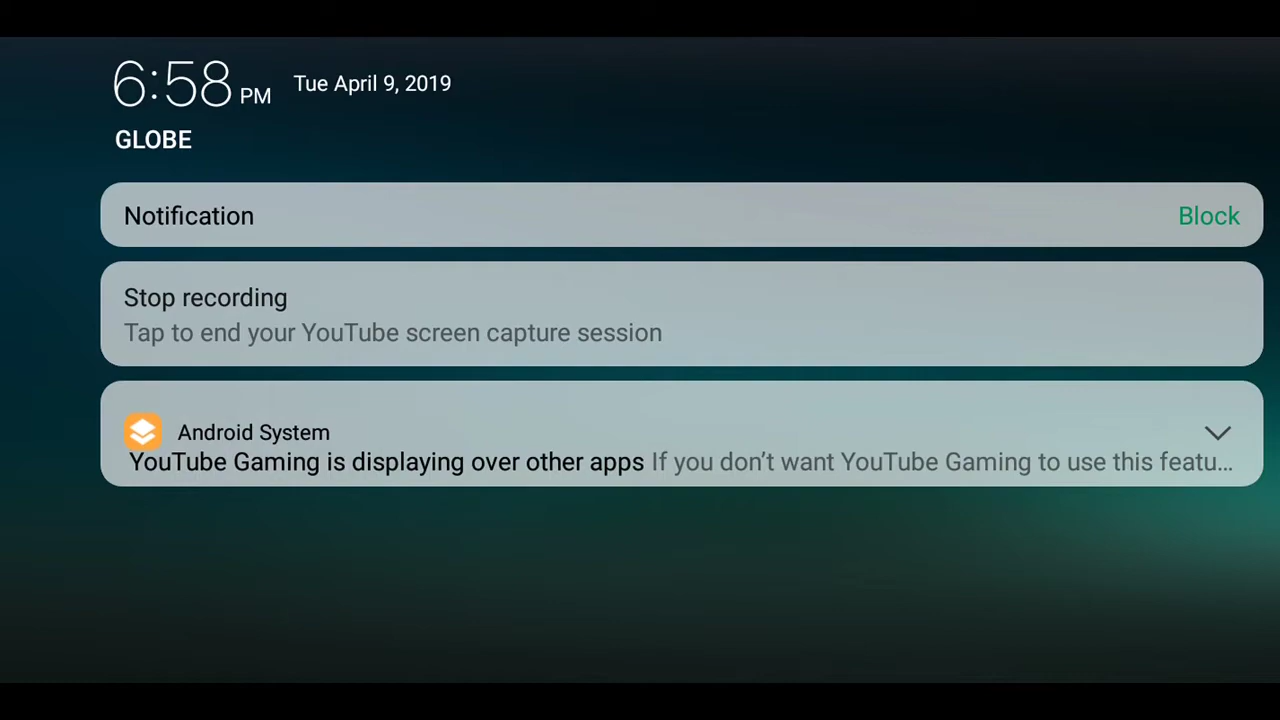 6:58 PM Tue April 9, 2019
GLOBE
Notification Block
Stop recording
Tap to end your YouTube screen capture session
Android System
YouTube Gaming is displaying over other apps If you don’t want YouTube Gaming to use this featu...